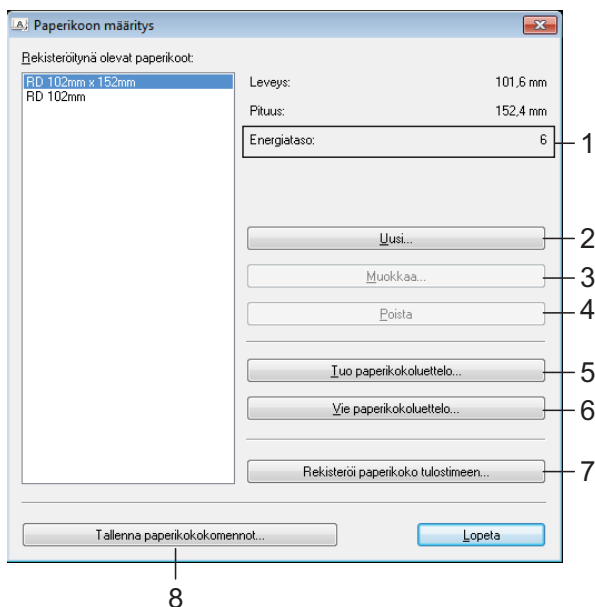 Paperikoon määritys
Rekisteröitynä olevat paperikoot:
RD 102mm x 152mm
RD 102mm
Leveys: 101,6 mm
Pituus: 152,4 mm
Energiataso: 6
1
Uusi...
2
Muokkaa...
3
Poista
4
Tuo paperikokoluettelo...
5
Vie paperikokoluettelo...
6
Rekisteröi paperikoko tulostimeen...
7
Tallenna paperikokokomennot...
Lopeta
8